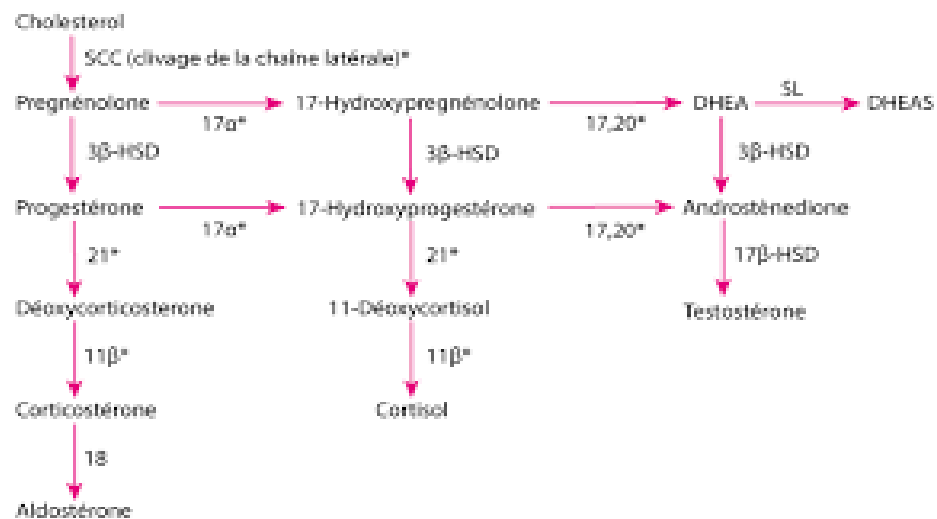 Cholesterol
SCC (clivage de la chaîne latérale)*
Pregnénolone 17-Hydroxypregnénolone DHEA SL DHEAS
17α* 17,20*
3β-HSD 3β-HSD 3β-HSD
Progestérone 17-Hydroxyprogestérone Androstènedione
17α* 17,20*
21* 21* 17β-HSD
Déoxycorticosterone 11-Déoxycortisol Testostérone
11β* 11β*
Corticostérone Cortisol
18
Aldostérone